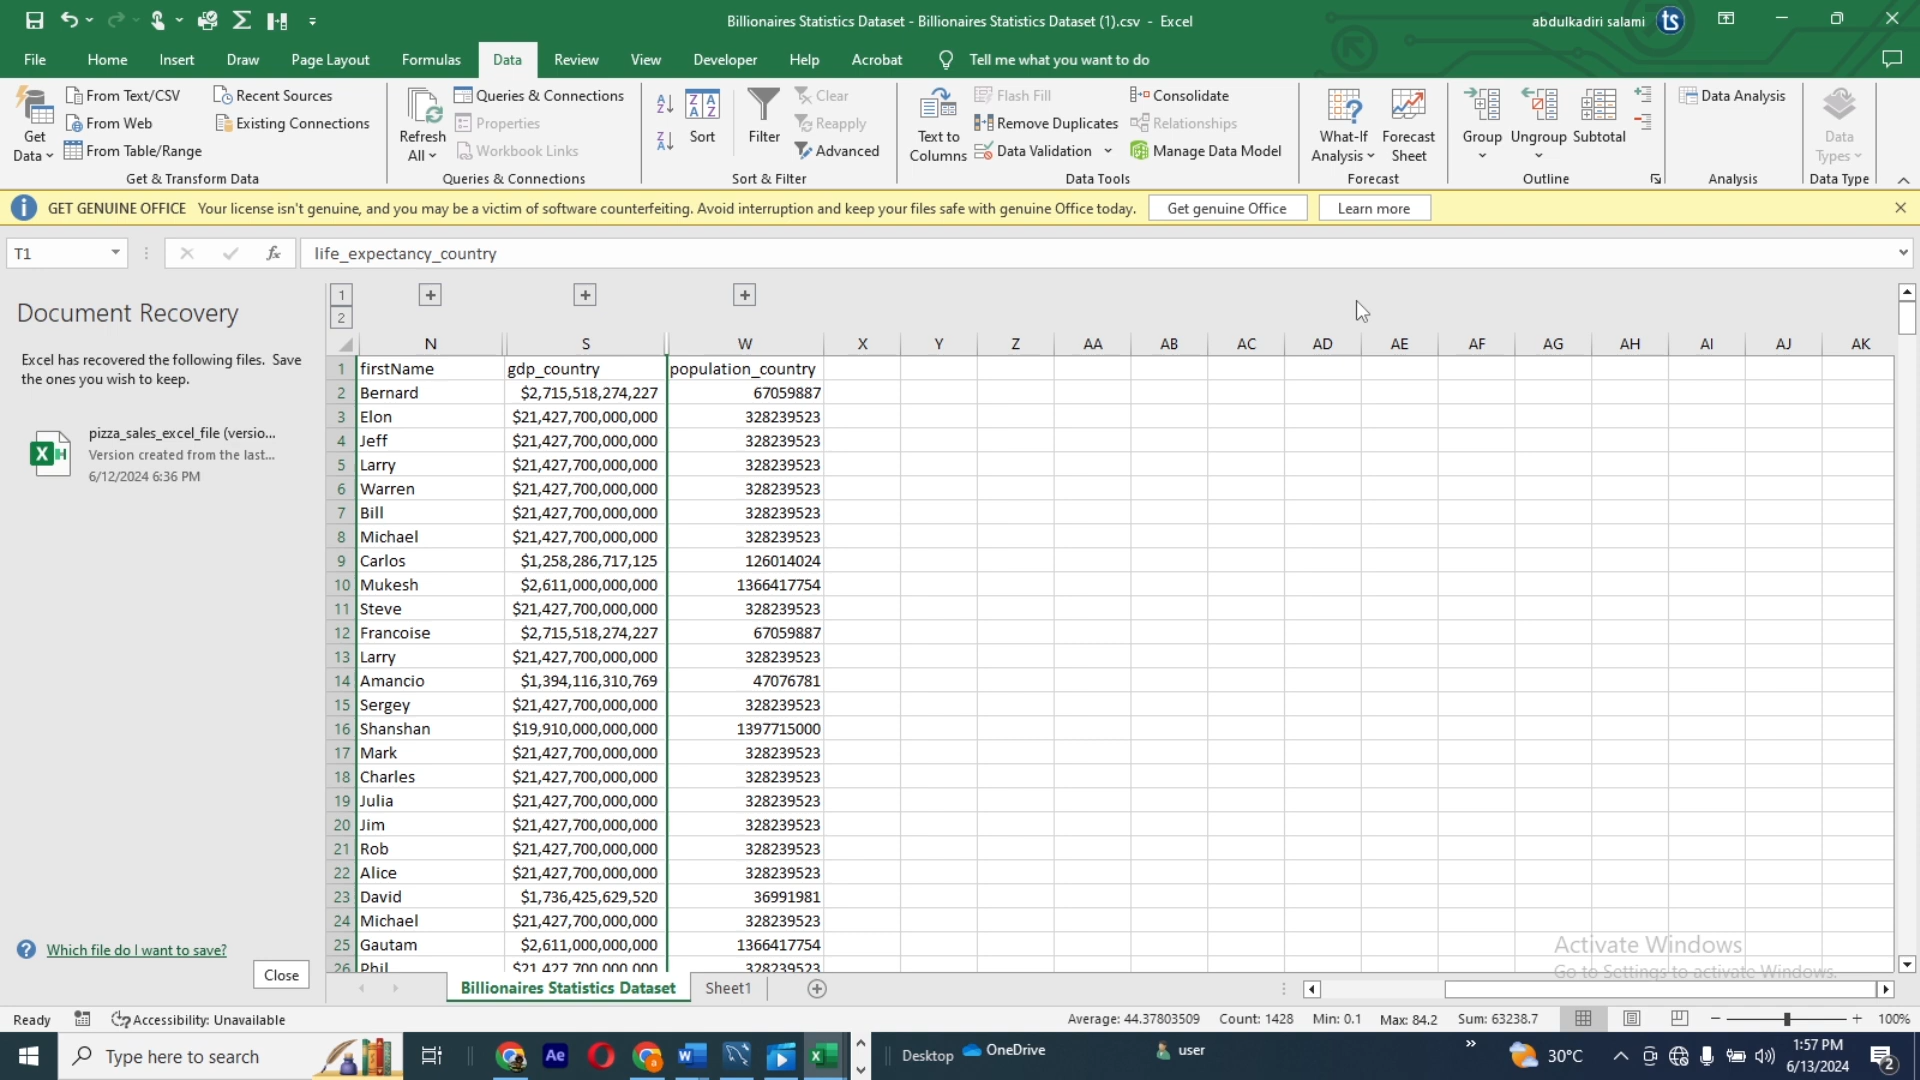 Billionaires Statistics Dataset - Billionaires Statistics Dataset (1).csv - Excel
abdulkadiri salami
ts
File Home Insert Draw Page Layout Formulas Data Review View Developer Help Acrobat Tell me what you want to do
Get Data
From Text/CSV
From Web
From Table/Range
Recent Sources
Existing Connections
Get & Transform Data
Refresh All
Queries & Connections
Properties
Workbook Links
Queries & Connections
Sort
Filter
Clear
Reapply
Advanced
Sort & Filter
Text to Columns
Flash Fill
Remove Duplicates
Data Validation
Consolidate
Relationships
Manage Data Model
Data Tools
What-If Analysis
Forecast Sheet
Forecast
Group
Ungroup
Subtotal
Outline
Data Analysis
Analysis
Data Types
Data Type
GET GENUINE OFFICE Your license isn't genuine, and you may be a victim of software counterfeiting. Avoid interruption and keep your files safe with genuine Office today. Get genuine Office Learn more
T1 fx life_expectancy_country
Document Recovery
Excel has recovered the following files. Save
the ones you wish to keep.
pizza_sales_excel_file (versio...
Version created from the last...
6/12/2024 6:36 PM
Which file do I want to save?
Close
1
2
N S W X Y Z AA AB AC AD AE AF AG AH AI AJ AK
1 firstName gdp_country population_country
2 Bernard $2,715,518,274,227 67059887
3 Elon $21,427,700,000,000 328239523
4 Jeff $21,427,700,000,000 328239523
5 Larry $21,427,700,000,000 328239523
6 Warren $21,427,700,000,000 328239523
7 Bill $21,427,700,000,000 328239523
8 Michael $21,427,700,000,000 328239523
9 Carlos $1,258,286,717,125 126014024
10 Mukesh $2,611,000,000,000 1366417754
11 Steve $21,427,700,000,000 328239523
12 Francoise $2,715,518,274,227 67059887
13 Larry $21,427,700,000,000 328239523
14 Amancio $1,394,116,310,769 47076781
15 Sergey $21,427,700,000,000 328239523
16 Shanshan $19,910,000,000,000 1397715000
17 Mark $21,427,700,000,000 328239523
18 Charles $21,427,700,000,000 328239523
19 Julia $21,427,700,000,000 328239523
20 Jim $21,427,700,000,000 328239523
21 Rob $21,427,700,000,000 328239523
22 Alice $21,427,700,000,000 328239523
23 David $1,736,425,629,520 36991981
24 Michael $21,427,700,000,000 328239523
25 Gautam $2,611,000,000,000 1366417754
26 Phil $21,427,700,000,000 328239523
Activate Windows
Go to Settings to activate Windows.
Billionaires Statistics Dataset Sheet1
Ready Accessibility: Unavailable Average: 44.37803509 Count: 1428 Min: 0.1 Max: 84.2 Sum: 63238.7 100%
Type here to search
Ae
Desktop OneDrive user
30°C
1:57 PM
6/13/2024
2